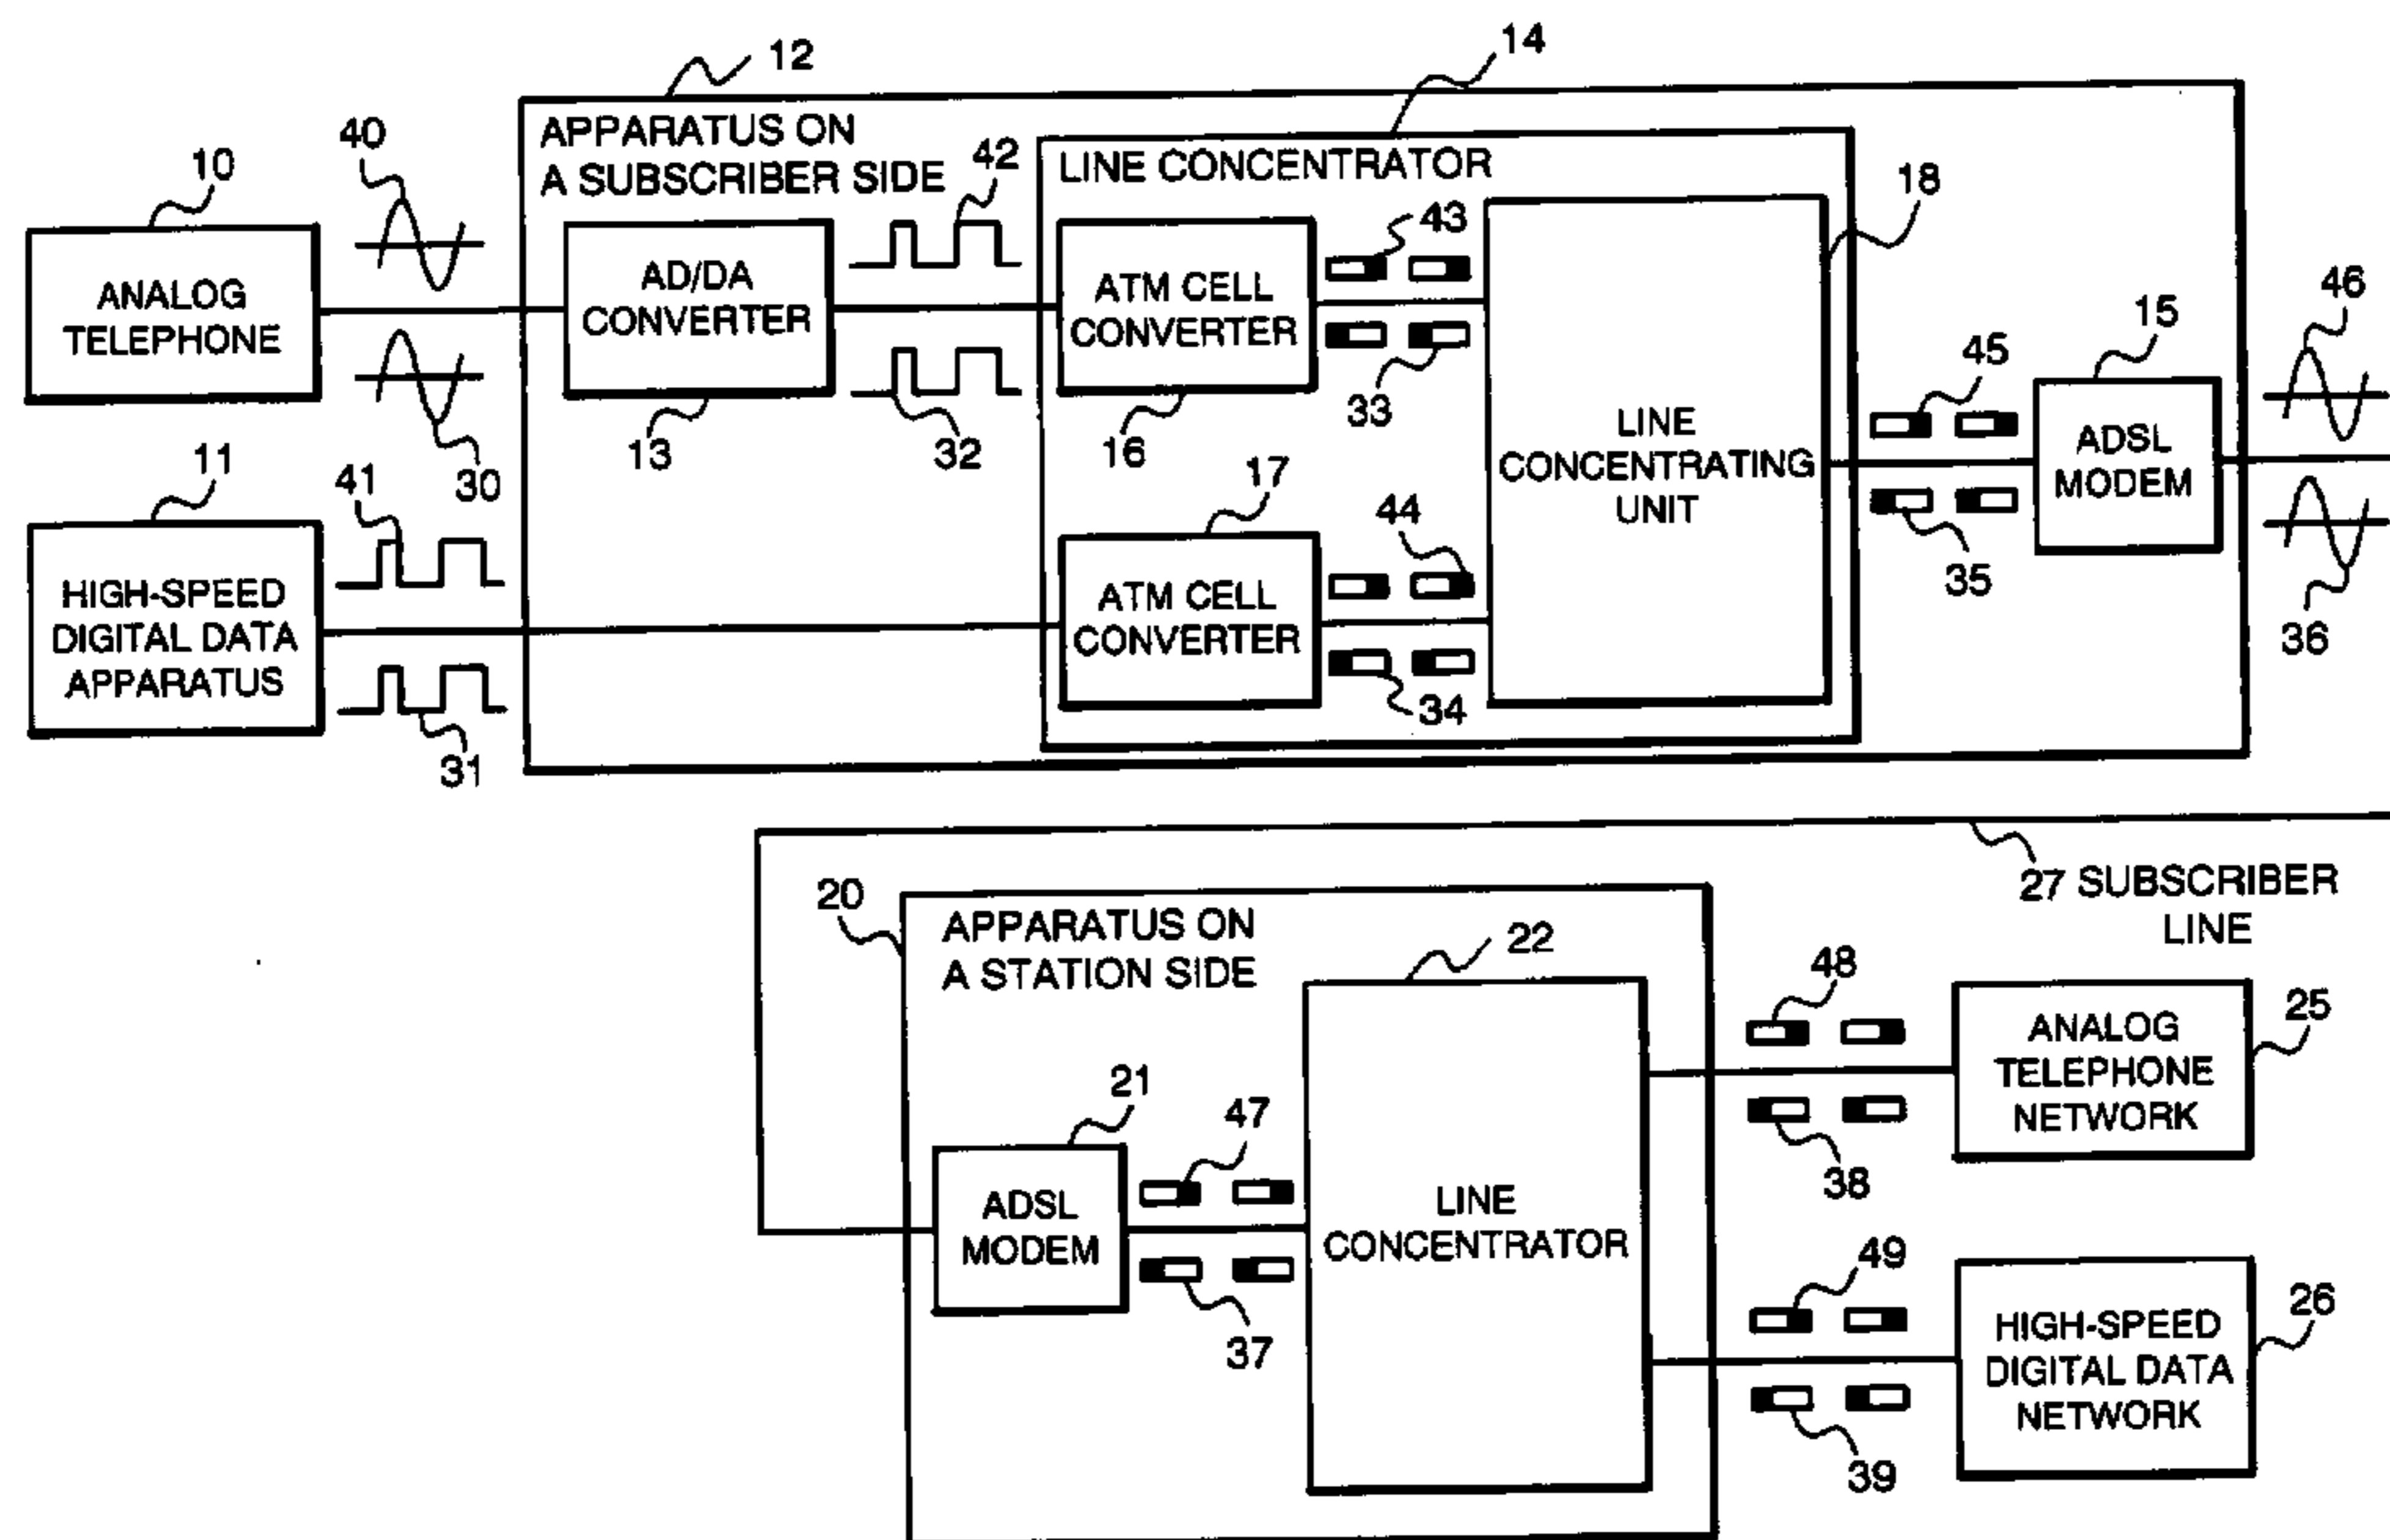 12
14
40
APPARATUS ON
A SUBSCRIBER SIDE
42
LINE CONCENTRATOR
10
18
43
ANALOG
TELEPHONE
AD/DA
CONVERTER
ATM CELL
CONVERTER
46
15
45
33
13
32
16
30
LINE
CONCENTRATING
UNIT
ADSL
MODEM
11
41
17
44
35
36
HIGH-SPEED
DIGITAL DATA
APPARATUS
ATM CELL
CONVERTER
34
31
27 SUBSCRIBER
LINE
20
APPARATUS ON
A STATION SIDE
22
48
25
ANALOG
TELEPHONE
NETWORK
21
47
38
ADSL
MODEM
LINE
CONCENTRATOR
37
49
26
HIGH-SPEED
DIGITAL DATA
NETWORK
39